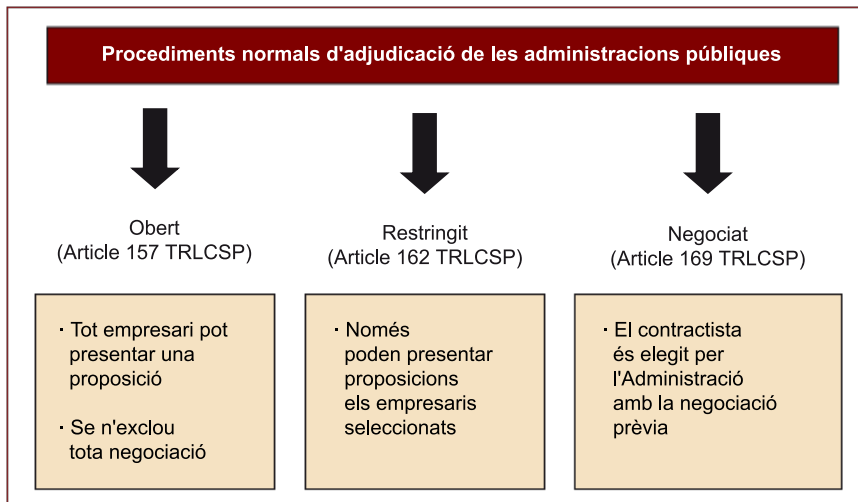 Procediments normals d'adjudicació de les administracions públiques
Obert
(Article 157 TRLCSP)
· Tot empresari pot
presentar una
proposició
· Se n'exclou
tota negociació
Restringit
(Article 162 TRLCSP)
· Només
poden presentar
proposicions
els empresaris
seleccionats
Negociat
(Article 169 TRLCSP)
· El contractista
és elegit per
l'Administració
amb la negociació
prèvia